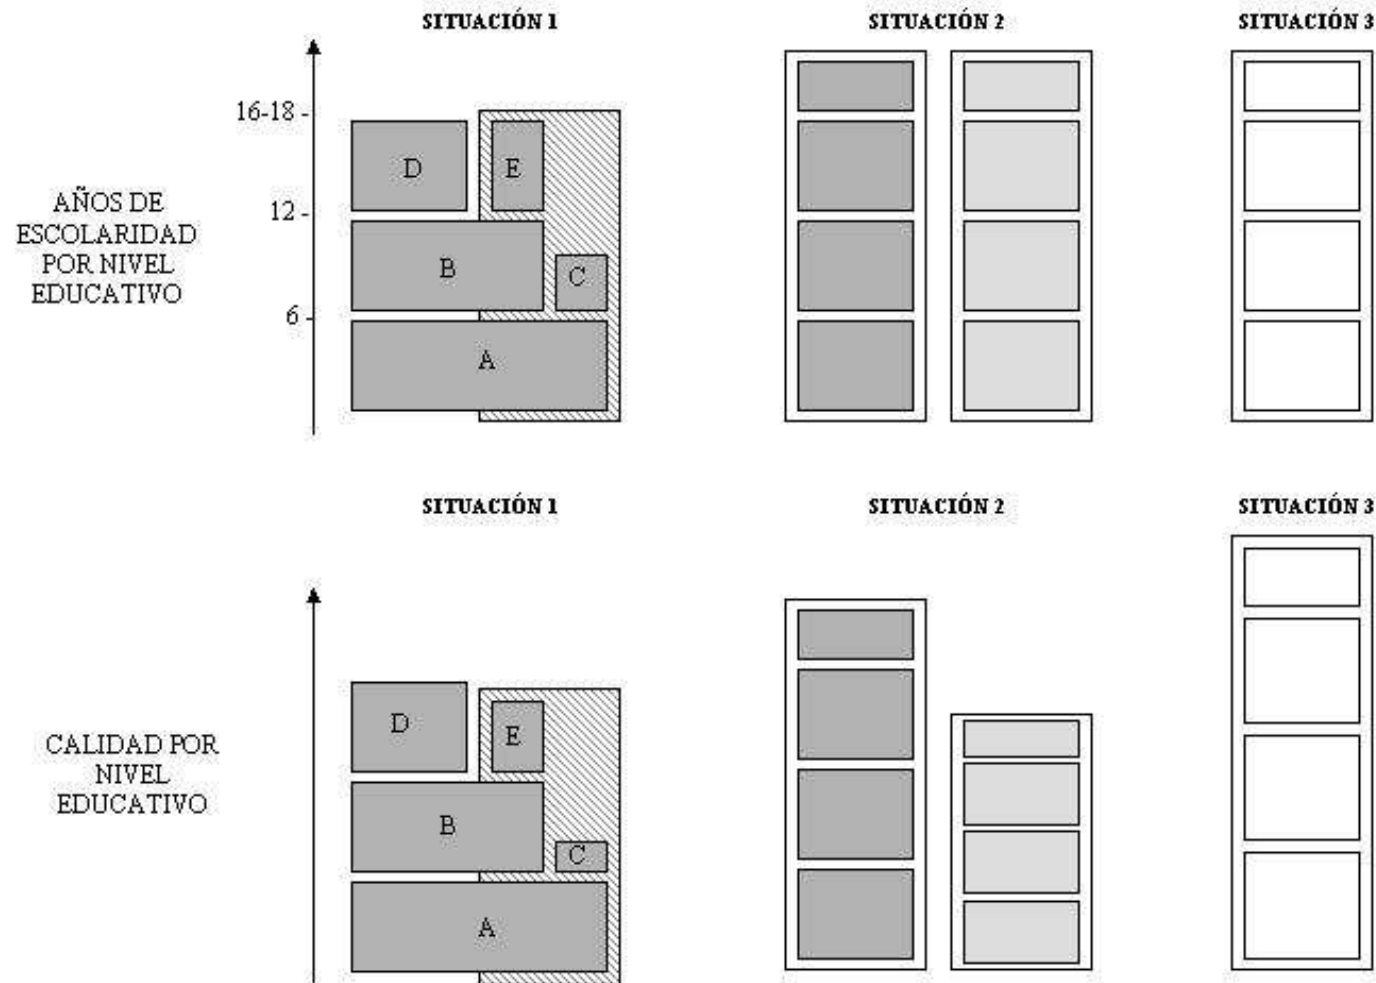 SITUACIÓN 1
SITUACIÓN 2
SITUACIÓN 3
16-18 -
12 -
6 -
AÑOS DE
ESCOLARIDAD
POR NIVEL
EDUCATIVO
D
E
B
C
A
SITUACIÓN 1
SITUACIÓN 2
SITUACIÓN 3
CALIDAD POR
NIVEL
EDUCATIVO
D
E
B
C
A